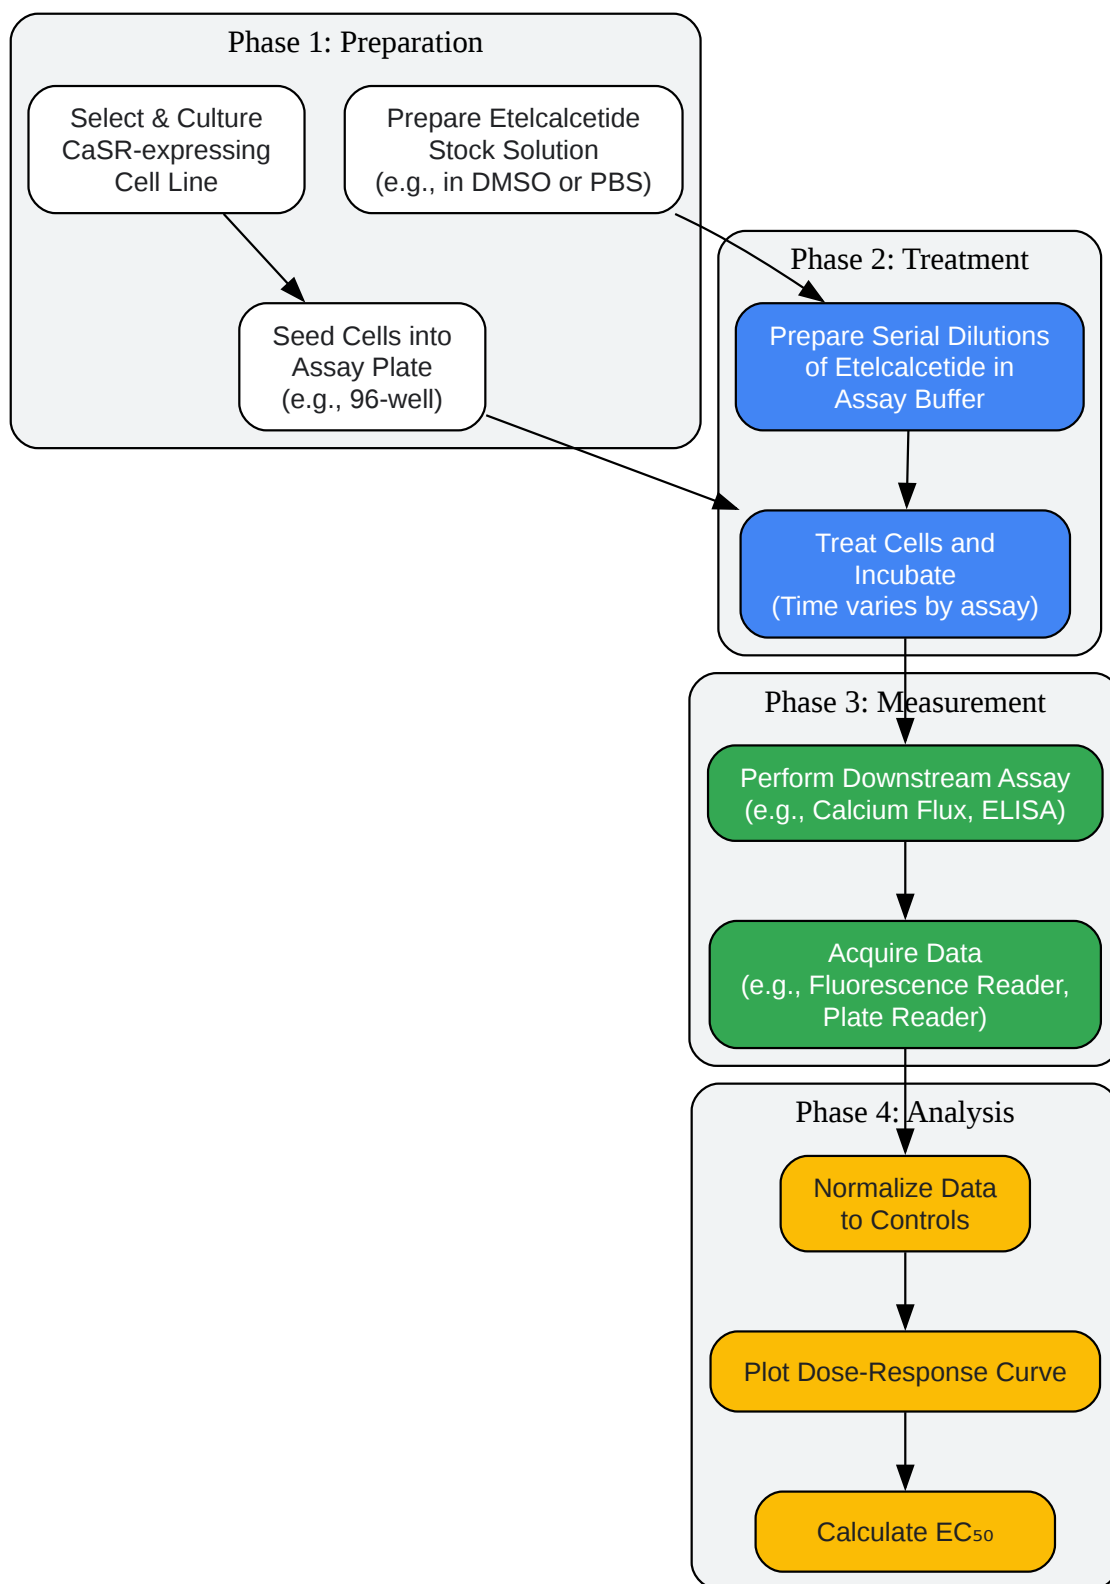 Phase 1: Preparation
Select & Culture
CaSR-expressing
Cell Line
Prepare Etelcalcetide
Stock Solution
(e.g., in DMSO or PBS)
Seed Cells into
Assay Plate
(e.g., 96-well)
Phase 2: Treatment
Prepare Serial Dilutions
of Etelcalcetide in
Assay Buffer
Treat Cells and
Incubate
(Time varies by assay)
Phase 3: Measurement
Perform Downstream Assay
(e.g., Calcium Flux, ELISA)
Acquire Data
(e.g., Fluorescence Reader,
Plate Reader)
Phase 4: Analysis
Normalize Data
to Controls
Plot Dose-Response Curve
Calculate EC₅₀